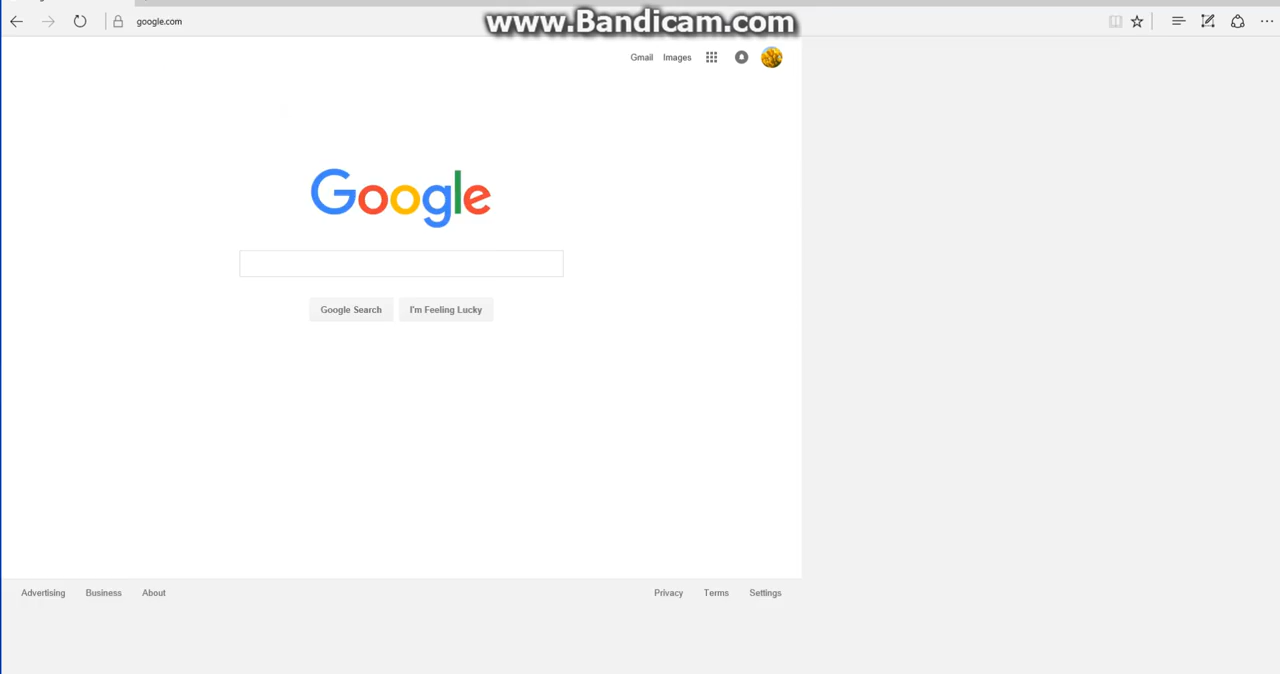 google.com
www.Bandicam.com
Gmail Images
Google
Google Search I'm Feeling Lucky
Advertising Business About Privacy Terms Settings